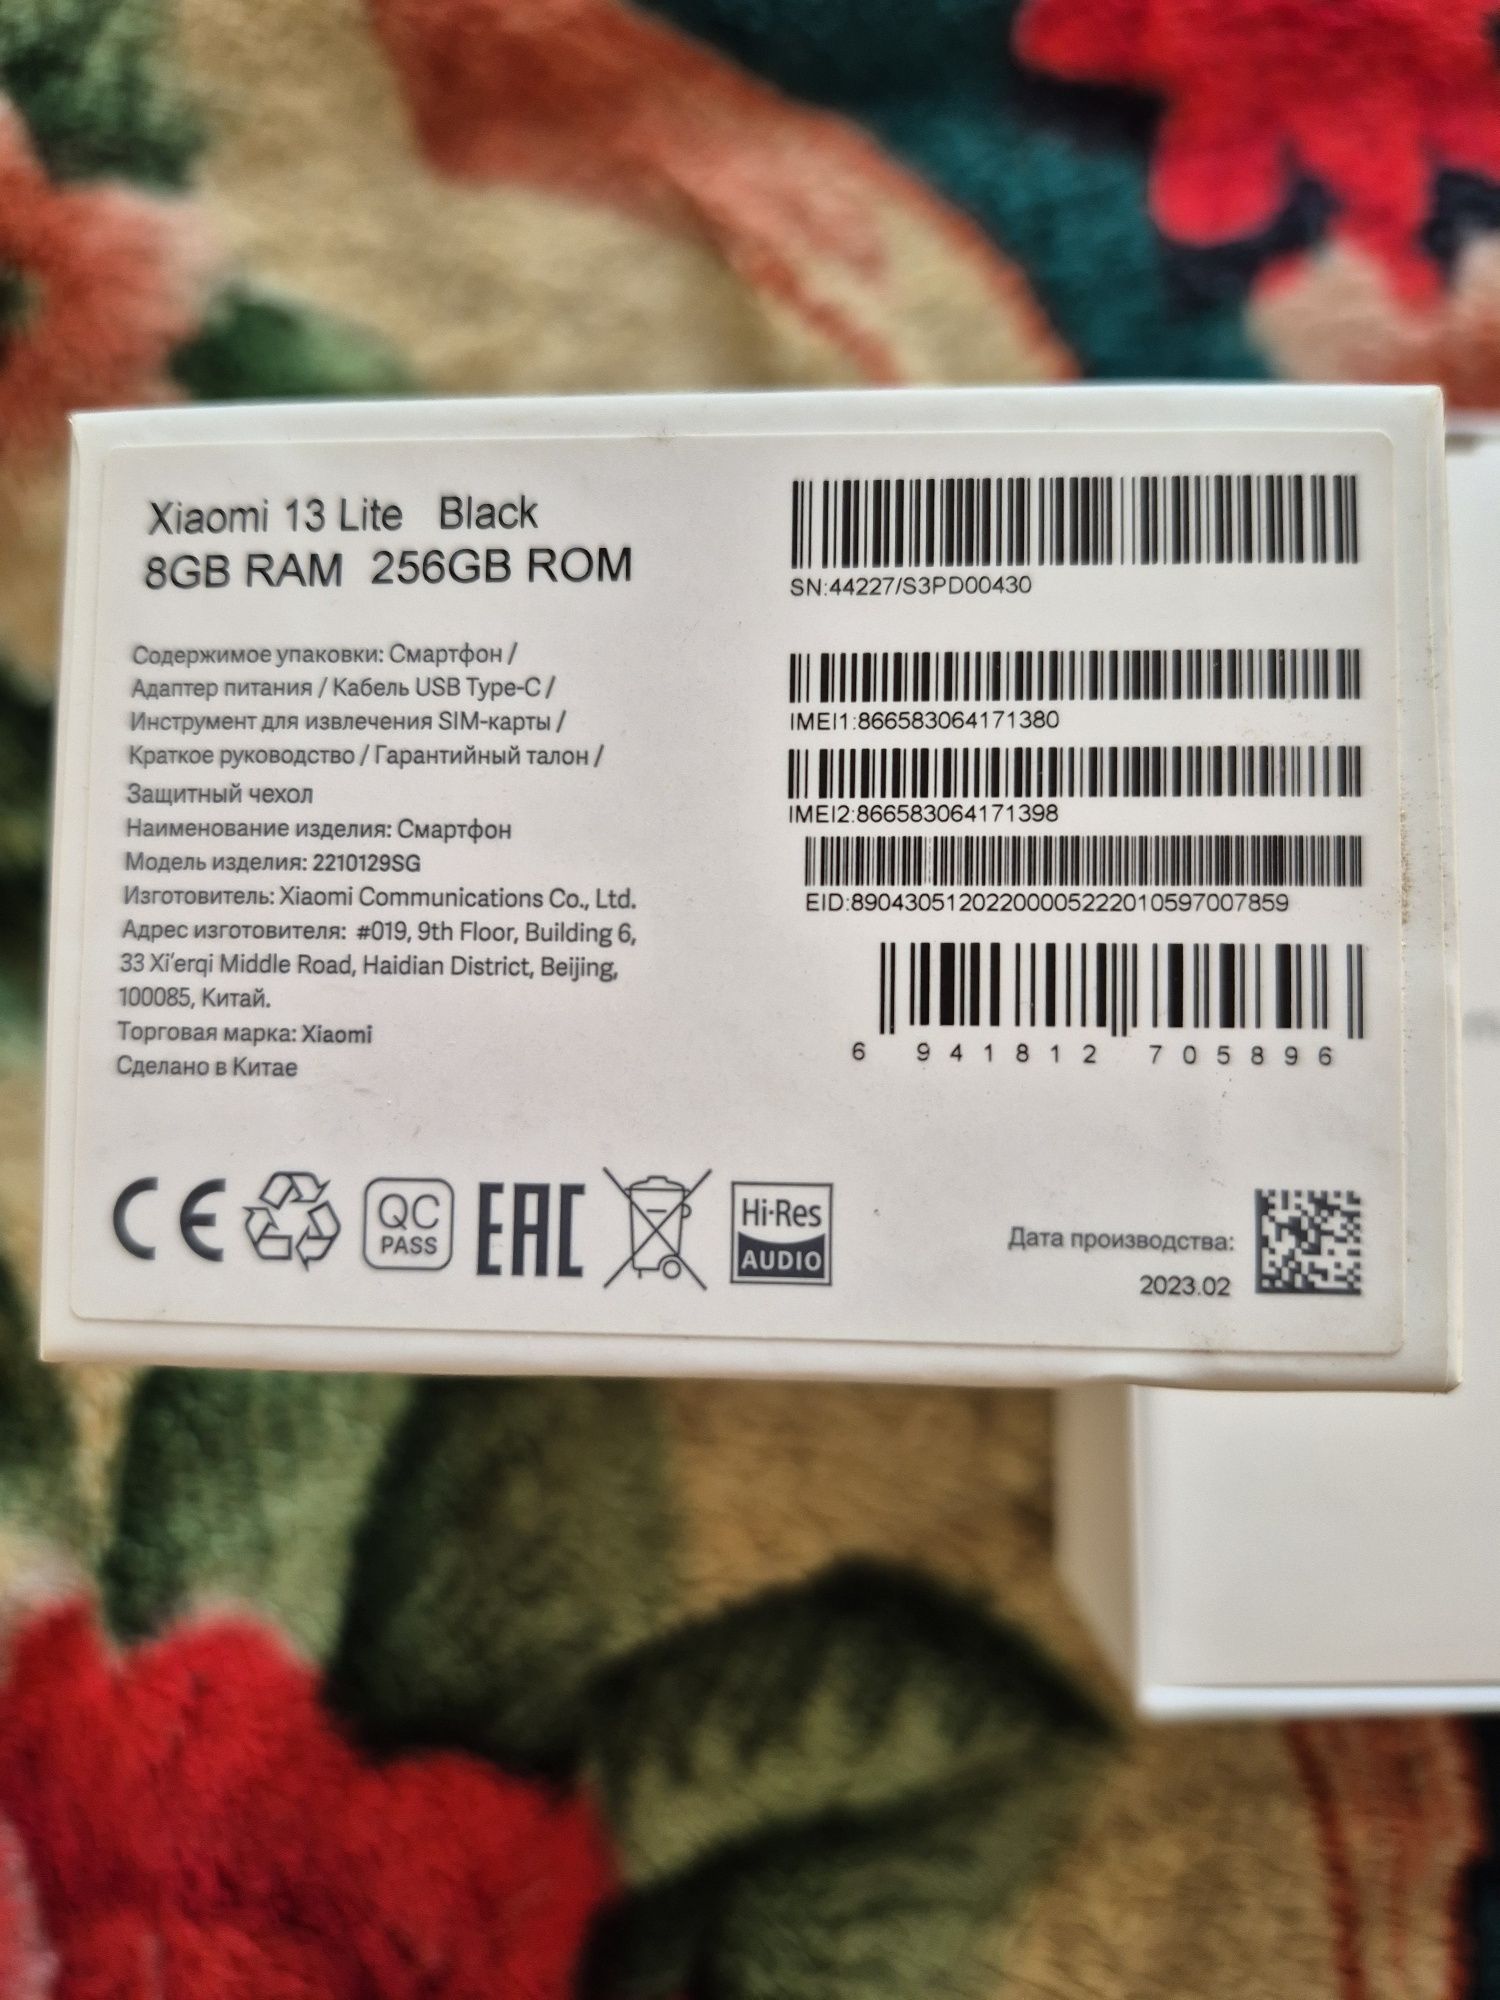 Xiaomi 13 Lite Black
8GB RAM 256GB ROM
Содержимое упаковки: Смартфон /
Адаптер питания / Кабель USB Type-C /
Инструмент для извлечения SIM-карты /
Краткое руководство / Гарантийный талон /
Защитный чехол
Наименование изделия: Смартфон
Модель изделия: 2210129SG
Изготовитель: Xiaomi Communications Co., Ltd.
Адрес изготовителя: #019, 9th Floor, Building 6,
33 Xi'erqi Middle Road, Haidian District, Beijing,
100085, Китай.
Торговая марка: Xiaomi
Сделано в Китае
SN:44227/S3PD00430
IMEI1:866583064171380
IMEI2:866583064171398
EID:89043051202200005222010597007859
6 941812 705896
CE
QC
PASS
EAC
Hi-Res
AUDIO
Дата производства:
2023.02